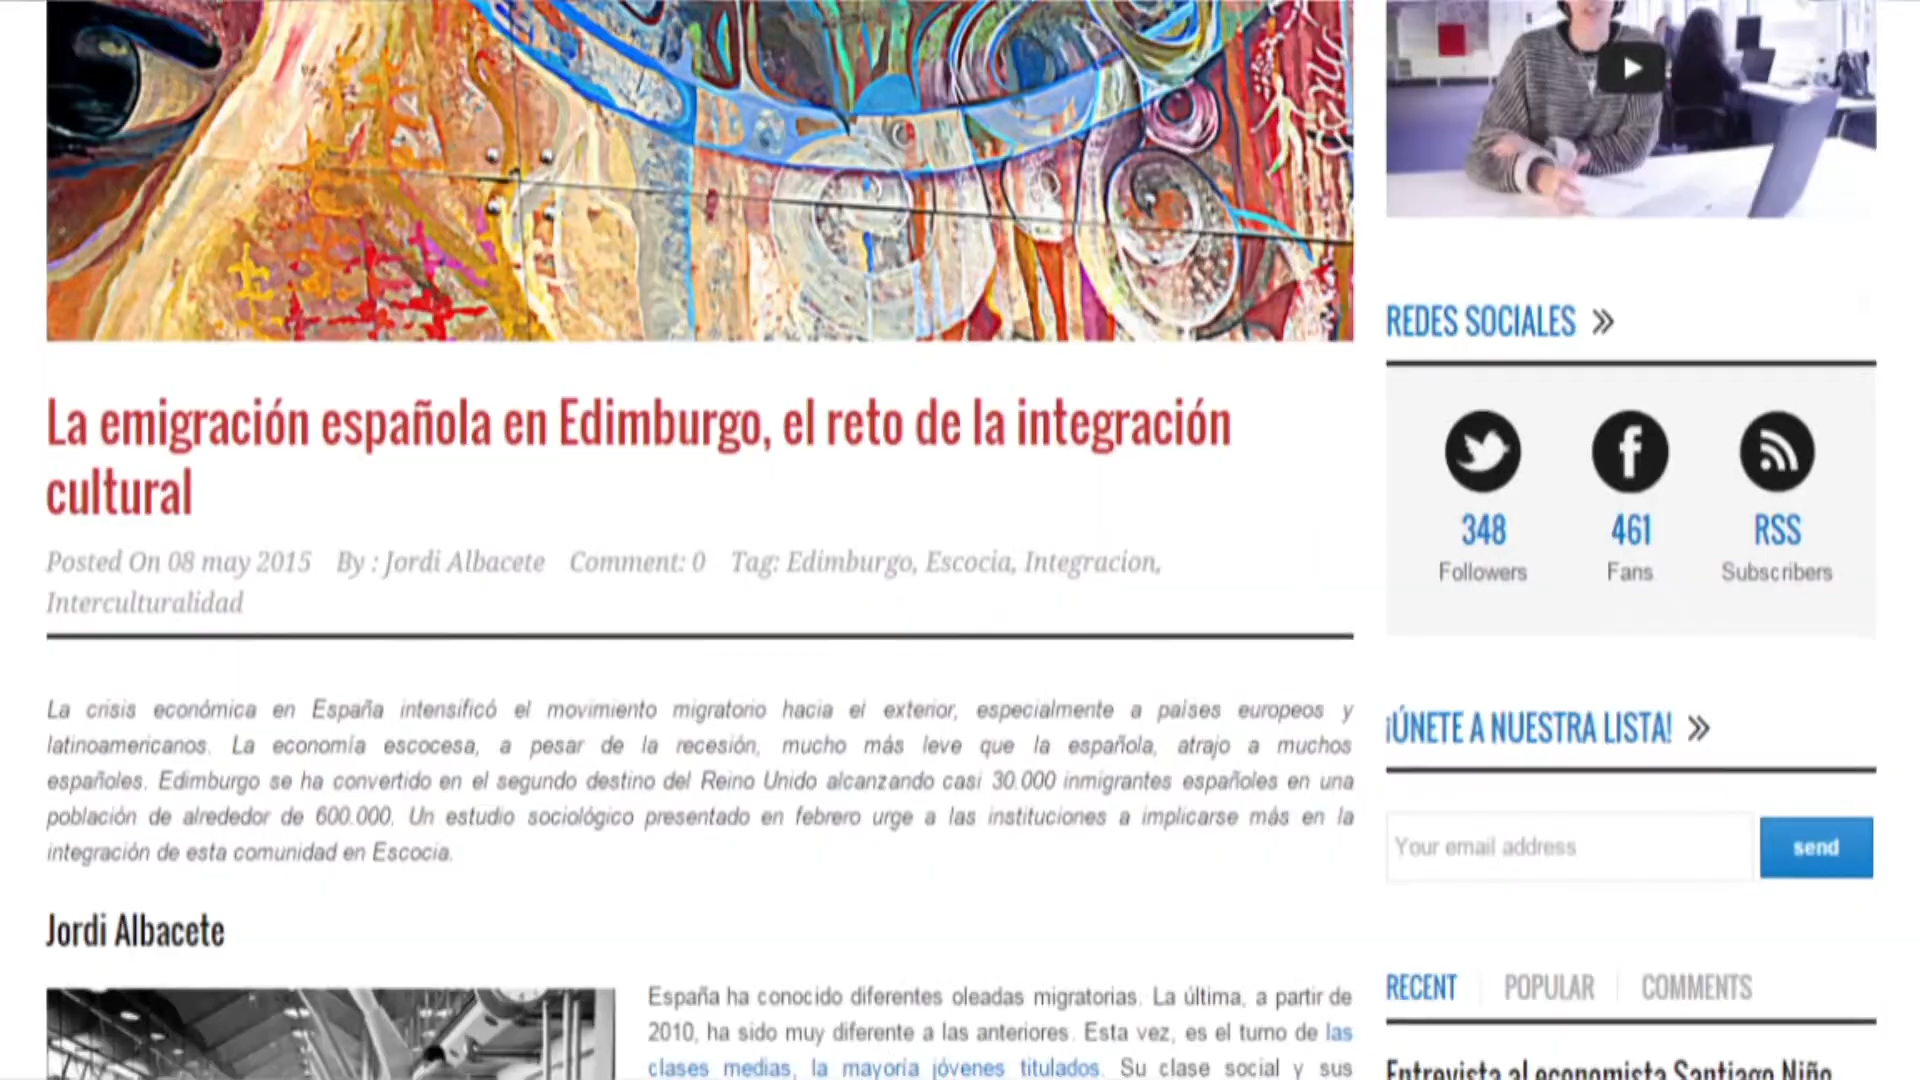 La emigración española en Edimburgo, el reto de la integración
cultural
Posted On 08 may 2015 By : Jordi Albacete Comment: 0 Tag: Edimburgo, Escocia, Integracion,
Interculturalidad
La crisis económica en España intensificó el movimiento migratorio hacia el exterior, especialmente a países europeos y
latinoamericanos. La economía escocesa, a pesar de la recesión, mucho más leve que la española, atrajo a muchos
españoles. Edimburgo se ha convertido en el segundo destino del Reino Unido alcanzando casi 30.000 inmigrantes españoles en una
población de alrededor de 600.000. Un estudio sociológico presentado en febrero urge a las instituciones a implicarse más en la
integración de esta comunidad en Escocia.
Jordi Albacete
España ha conocido diferentes oleadas migratorias. La última, a partir de
2010, ha sido muy diferente a las anteriores. Esta vez, es el turno de las
clases medias, la mayoría jóvenes titulados. Su clase social y sus
REDES SOCIALES
348 461 RSS
Followers Fans Subscribers
¡ÚNETE A NUESTRA LISTA!
Your email address send
RECENT POPULAR COMMENTS
Entrevista al economista Santiago Niño